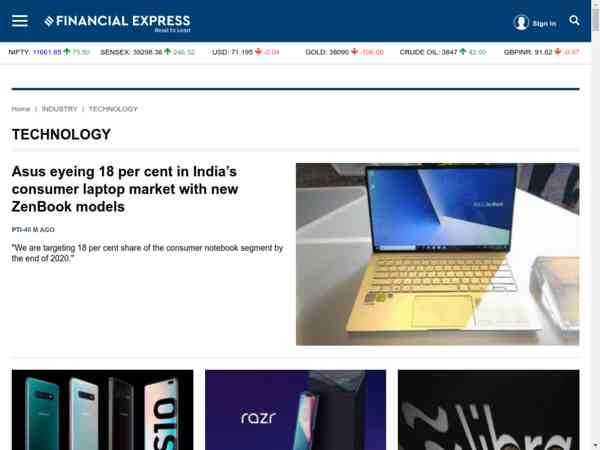 FINANCIAL EXPRESS
Read to Lead
Sign in
NIFTY: 11661.85 75.50 SENSEX: 39298.38 246.32 USD: 71.195 -0.04 GOLD: 38090 -106.00 CRUDE OIL: 3847 42.00 GBPINR: 91.62 -0.97
Home | INDUSTRY | TECHNOLOGY
TECHNOLOGY
Asus eyeing 18 per cent in India's
consumer laptop market with new
ZenBook models
PTI-40 M AGO
"We are targeting 18 per cent share of the consumer notebook segment by
the end of 2020."
S10
razr
libra